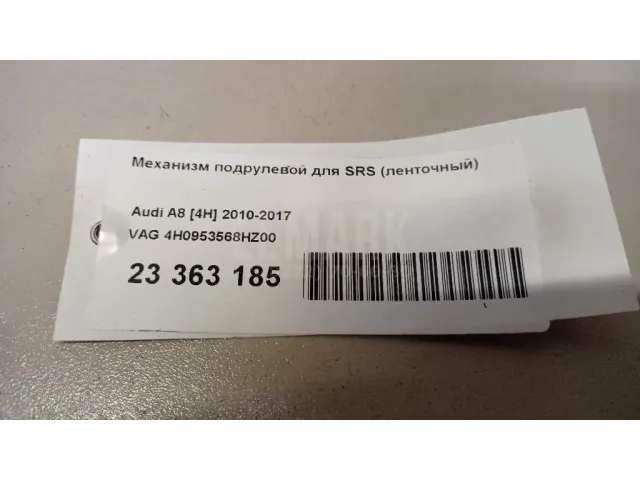 Механизм подрулевой для SRS (ленточный)
Audi A8 [4H] 2010-2017
VAG 4H0953568HZ00
23 363 185